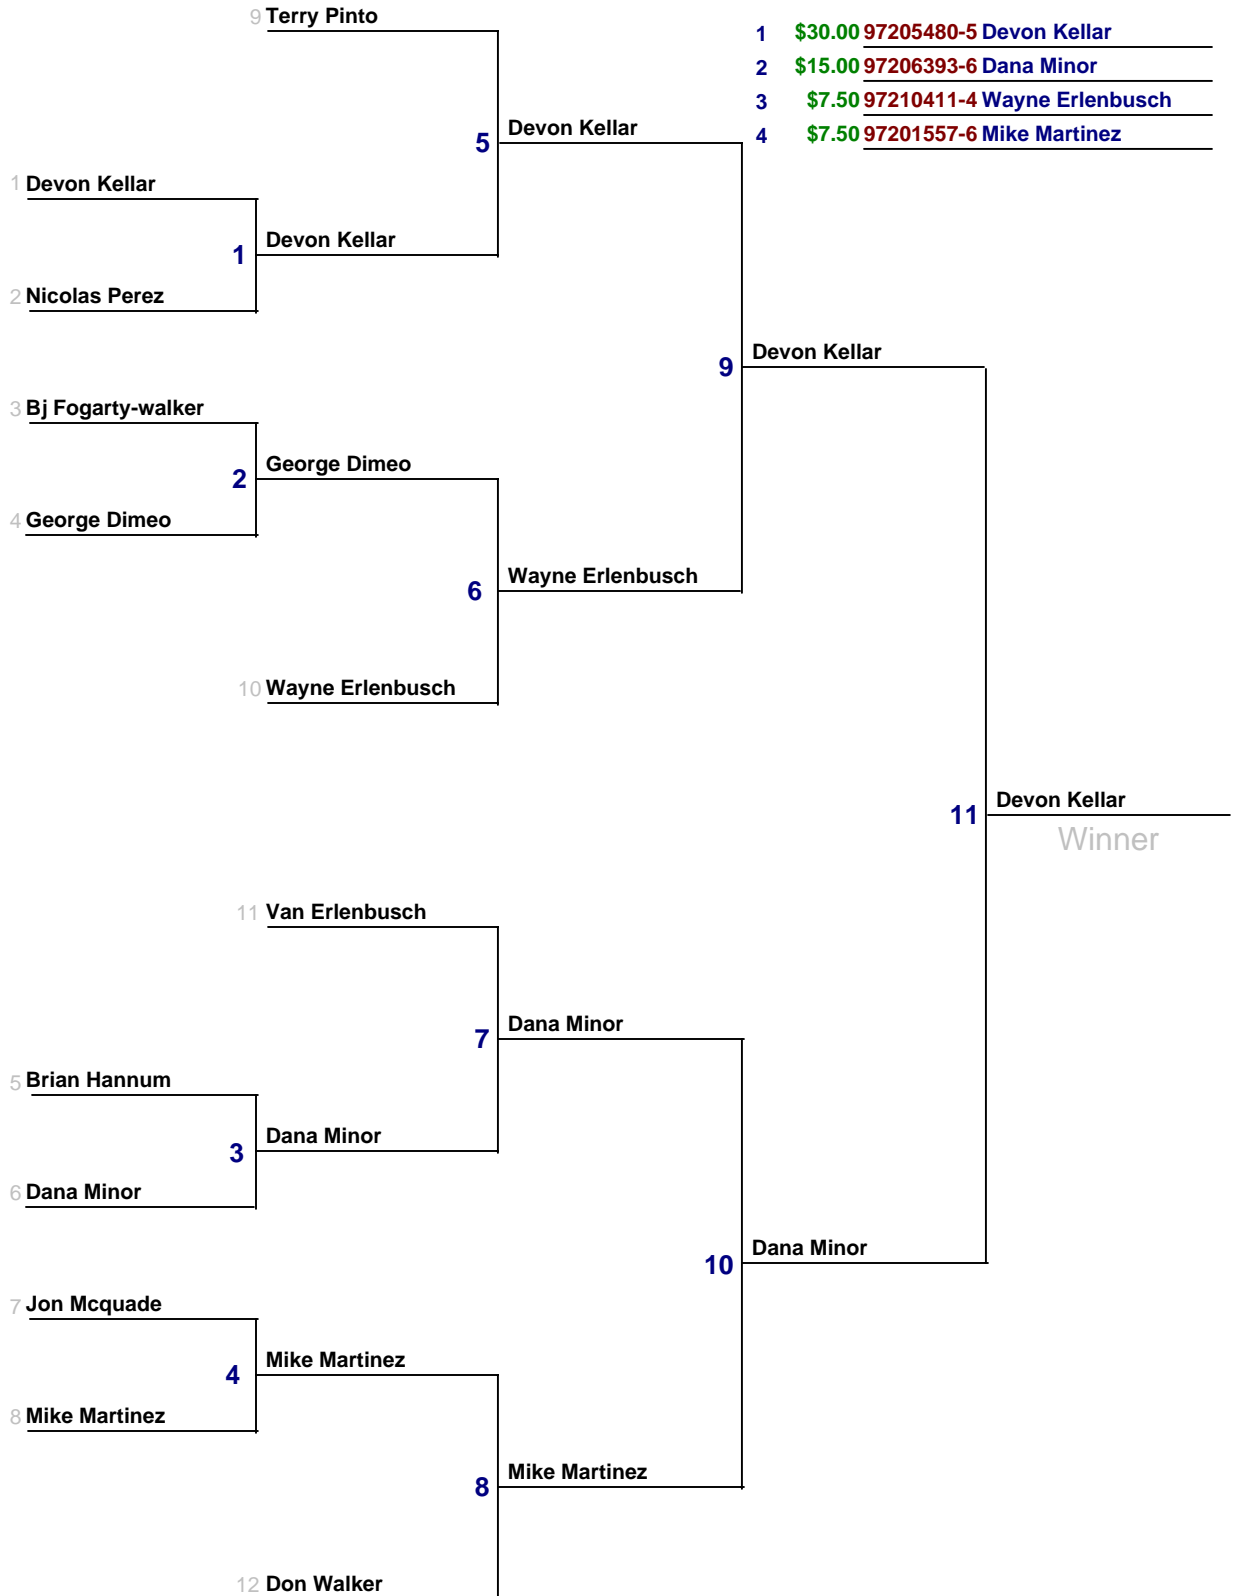 9 Terry Pinto
1 $30.00 97205480-5 Devon Kellar
2 $15.00 97206393-6 Dana Minor
3 $7.50 97210411-4 Wayne Erlenbusch
4 $7.50 97201557-6 Mike Martinez
5 Devon Kellar
1 Devon Kellar
1 Devon Kellar
2 Nicolas Perez
9 Devon Kellar
3 Bj Fogarty-walker
2 George Dimeo
4 George Dimeo
6 Wayne Erlenbusch
10 Wayne Erlenbusch
11 Devon Kellar
Winner
11 Van Erlenbusch
7 Dana Minor
5 Brian Hannum
3 Dana Minor
6 Dana Minor
10 Dana Minor
7 Jon Mcquade
4 Mike Martinez
8 Mike Martinez
8 Mike Martinez
12 Don Walker